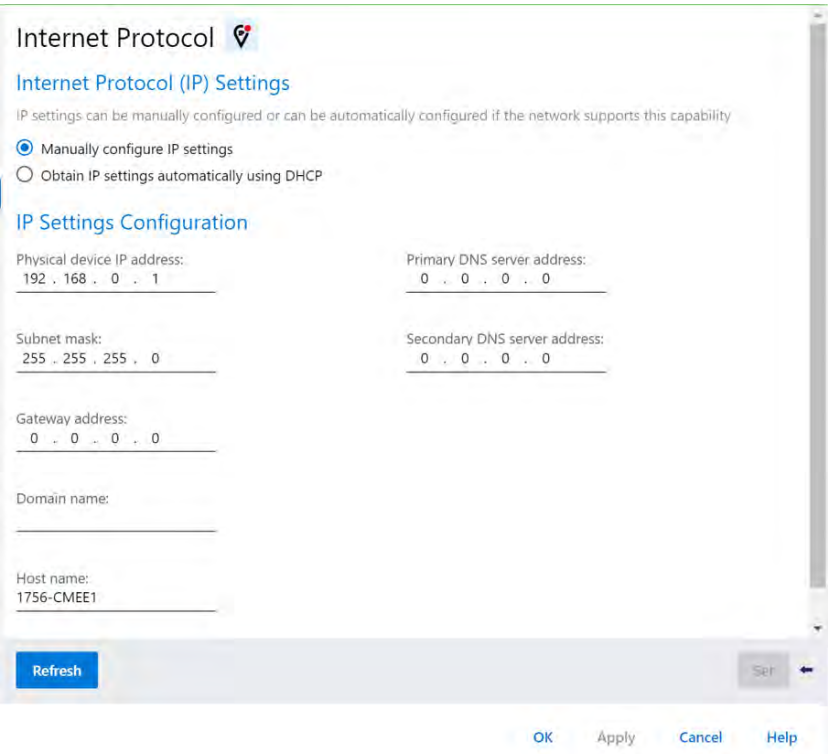 Internet Protocol
Internet Protocol (IP) Settings
IP settings can be manually configured or can be automatically configured if the network supports this capability
Manually configure IP settings
Obtain IP settings automatically using DHCP
IP Settings Configuration
Physical device IP address:
192 . 168 . 0 . 1
Primary DNS server address:
0 . 0 . 0 . 0
Subnet mask:
255 . 255 . 255 . 0
Secondary DNS server address:
0 . 0 . 0 . 0
Gateway address:
0 . 0 . 0 . 0
Domain name:
Host name:
1756-CMEE1
Refresh
Set
OK Apply Cancel Help